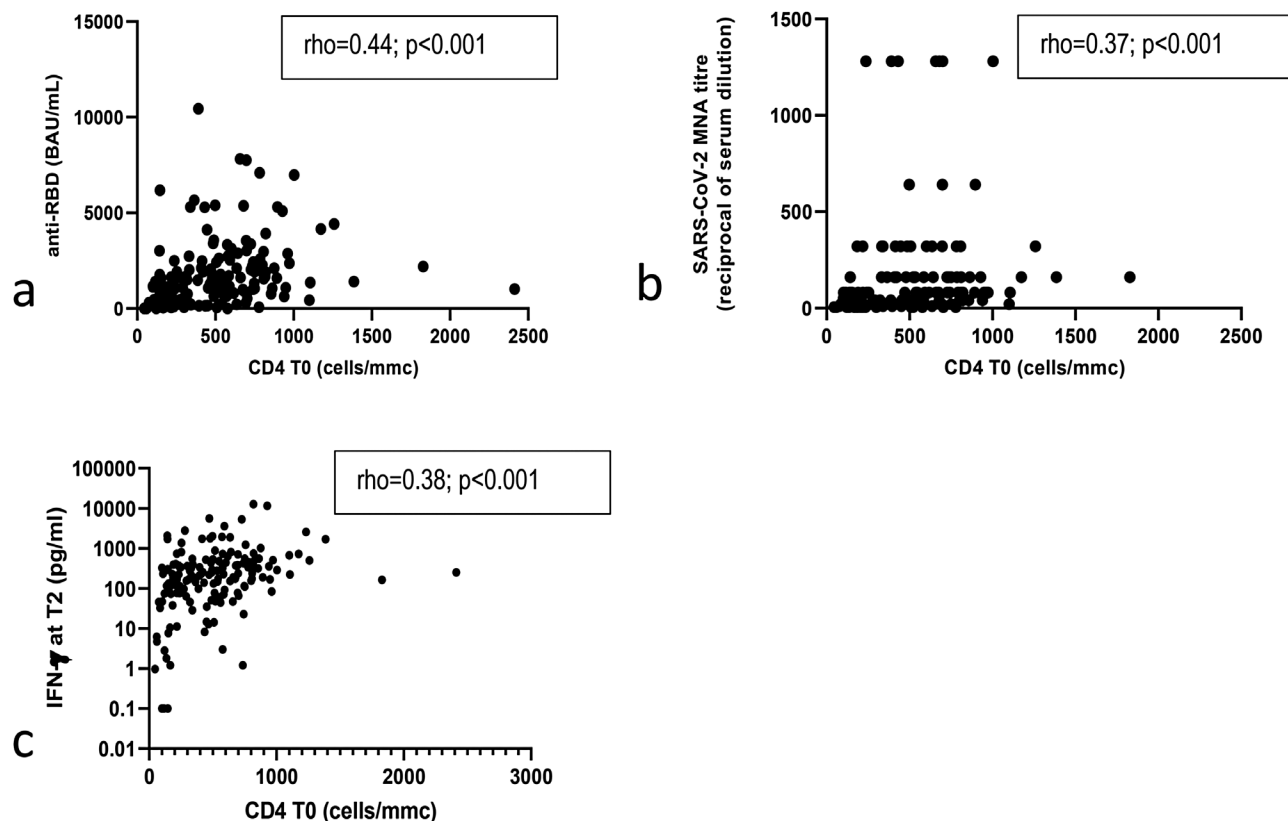 a
15000
10000
5000
0
anti-RBD (BAU/mL)
rho=0.44; p<0.001
0 500 1000 1500 2000 2500
CD4 T0 (cells/mmc)
b
1500
1000
500
0
SARS-CoV-2 MNA titre
(reciprocal of serum dilution)
rho=0.37; p<0.001
0 500 1000 1500 2000 2500
CD4 T0 (cells/mmc)
c
100000
10000
1000
100
10
1
0.1
0.01
IFN-γ at T2 (pg/ml)
rho=0.38; p<0.001
0 1000 2000 3000
CD4 T0 (cells/mmc)